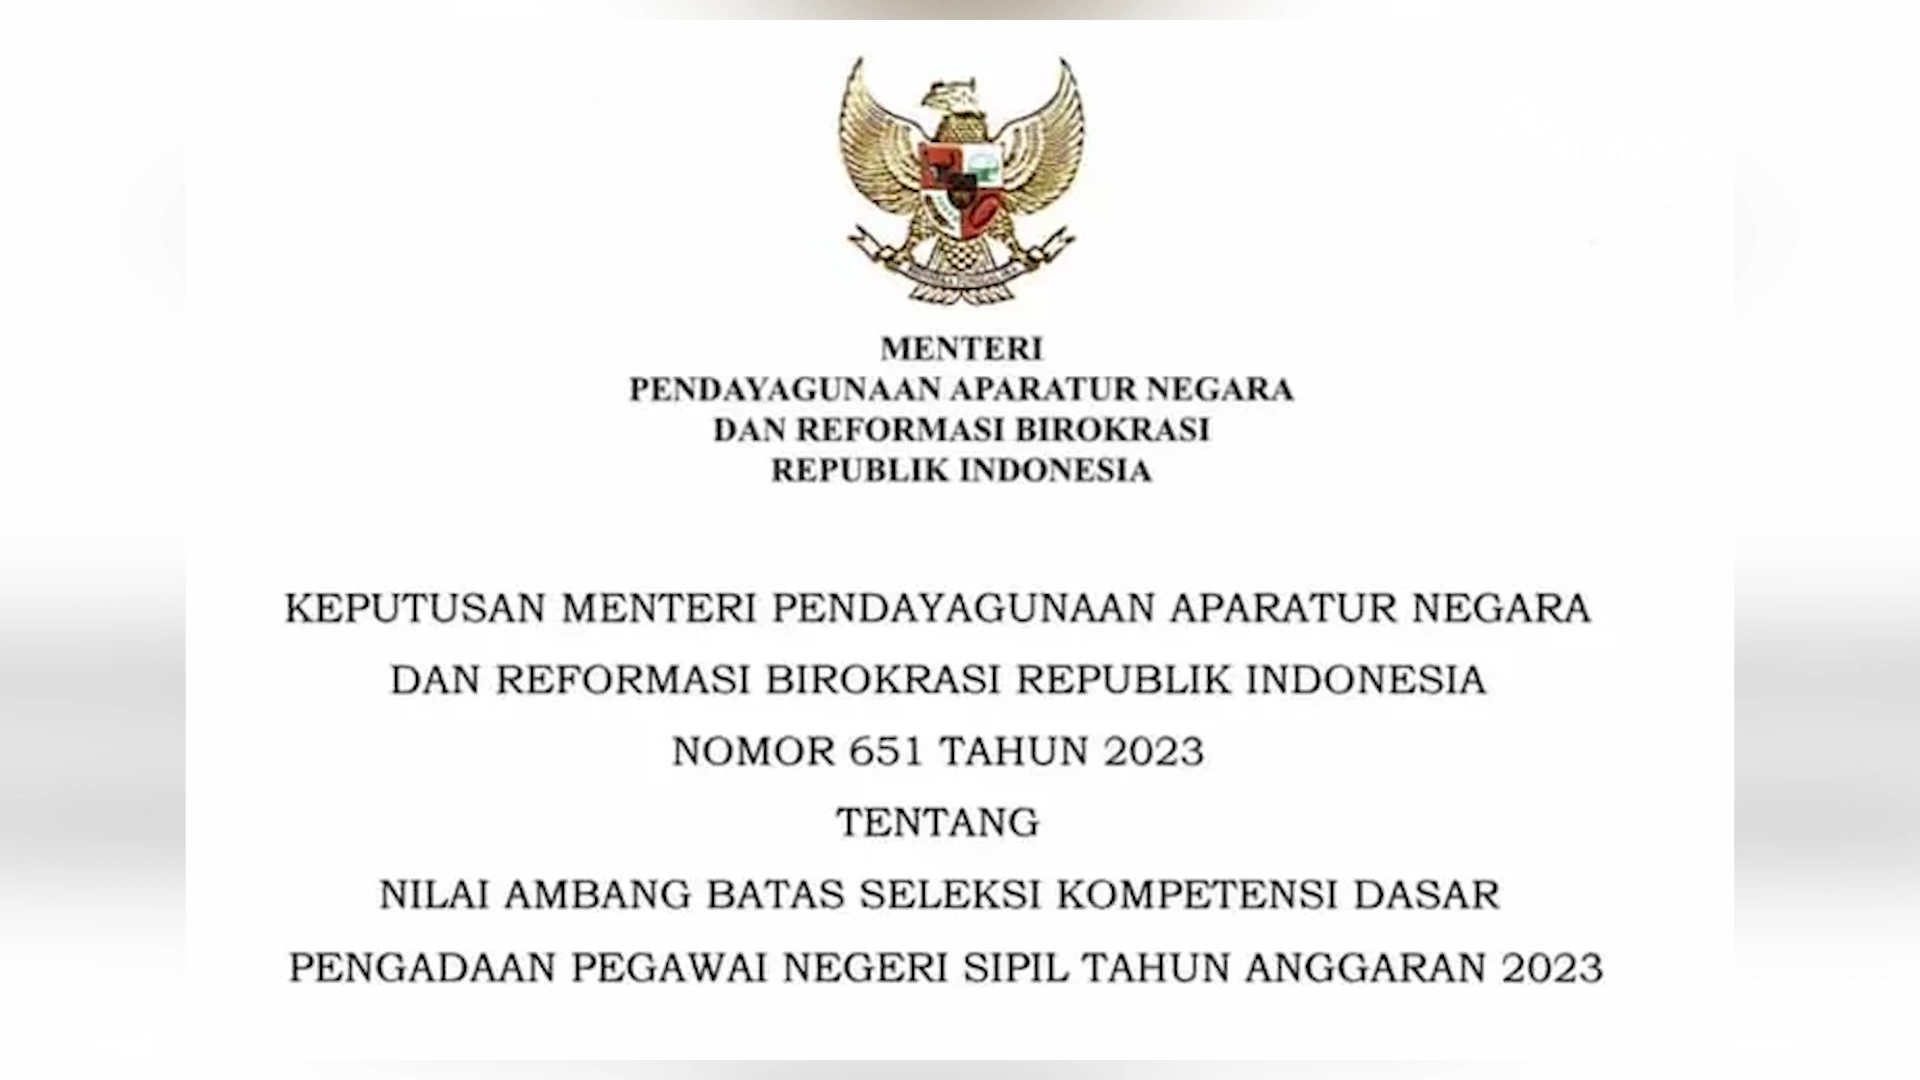 MENTERI
PENDAYAGUNAAN APARATUR NEGARA
DAN REFORMASI BIROKRASI
REPUBLIK INDONESIA
KEPUTUSAN MENTERI PENDAYAGUNAAN APARATUR NEGARA
DAN REFORMASI BIROKRASI REPUBLIK INDONESIA
NOMOR 651 TAHUN 2023
TENTANG
NILAI AMBANG BATAS SELEKSI KOMPETENSI DASAR
PENGADAAN PEGAWAI NEGERI SIPIL TAHUN ANGGARAN 2023